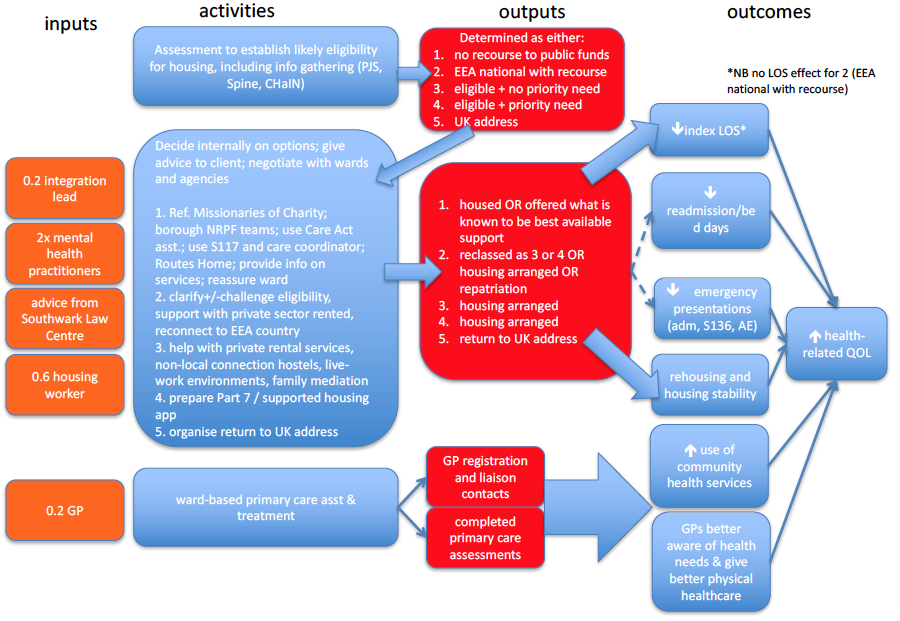 inputs
activities
outputs
outcomes
Assessment to establish likely eligibility
for housing, including info gathering (PJS,
Spine, CHaIN)
Determined as either:
1. no recourse to public funds
2. EEA national with recourse
3. eligible + no priority need
4. eligible + priority need
5. UK address
*NB no LOS effect for 2 (EEA
national with recourse)
0.2 integration
lead
2x mental
health
practitioners
advice from
Southwark Law
Centre
0.6 housing
worker
Decide internally on options; give
advice to client; negotiate with wards
and agencies
1. Ref. Missionaries of Charity;
borough NRPF teams; use Care Act
asst.; use S117 and care coordinator;
Routes Home; provide info on
services; reassure ward
2. clarify+/-challenge eligibility,
support with private sector rented,
reconnect to EEA country
3. help with private rental services,
non-local connection hostels, live-
work environments, family mediation
4. prepare Part 7 / supported housing
app
5. organise return to UK address
1. housed OR offered what is
known to be best available
support
2. reclassed as 3 or 4 OR
housing arranged OR
repatriation
3. housing arranged
4. housing arranged
5. return to UK address
index LOS*
readmission/be
d days
emergency
presentations
(adm, S136, AE)
rehousing and
housing stability
health-
related QOL
0.2 GP
ward-based primary care asst &
treatment
GP registration
and liaison
contacts
completed
primary care
assessments
use of
community
health services
GPs better
aware of health
needs & give
better physical
healthcare